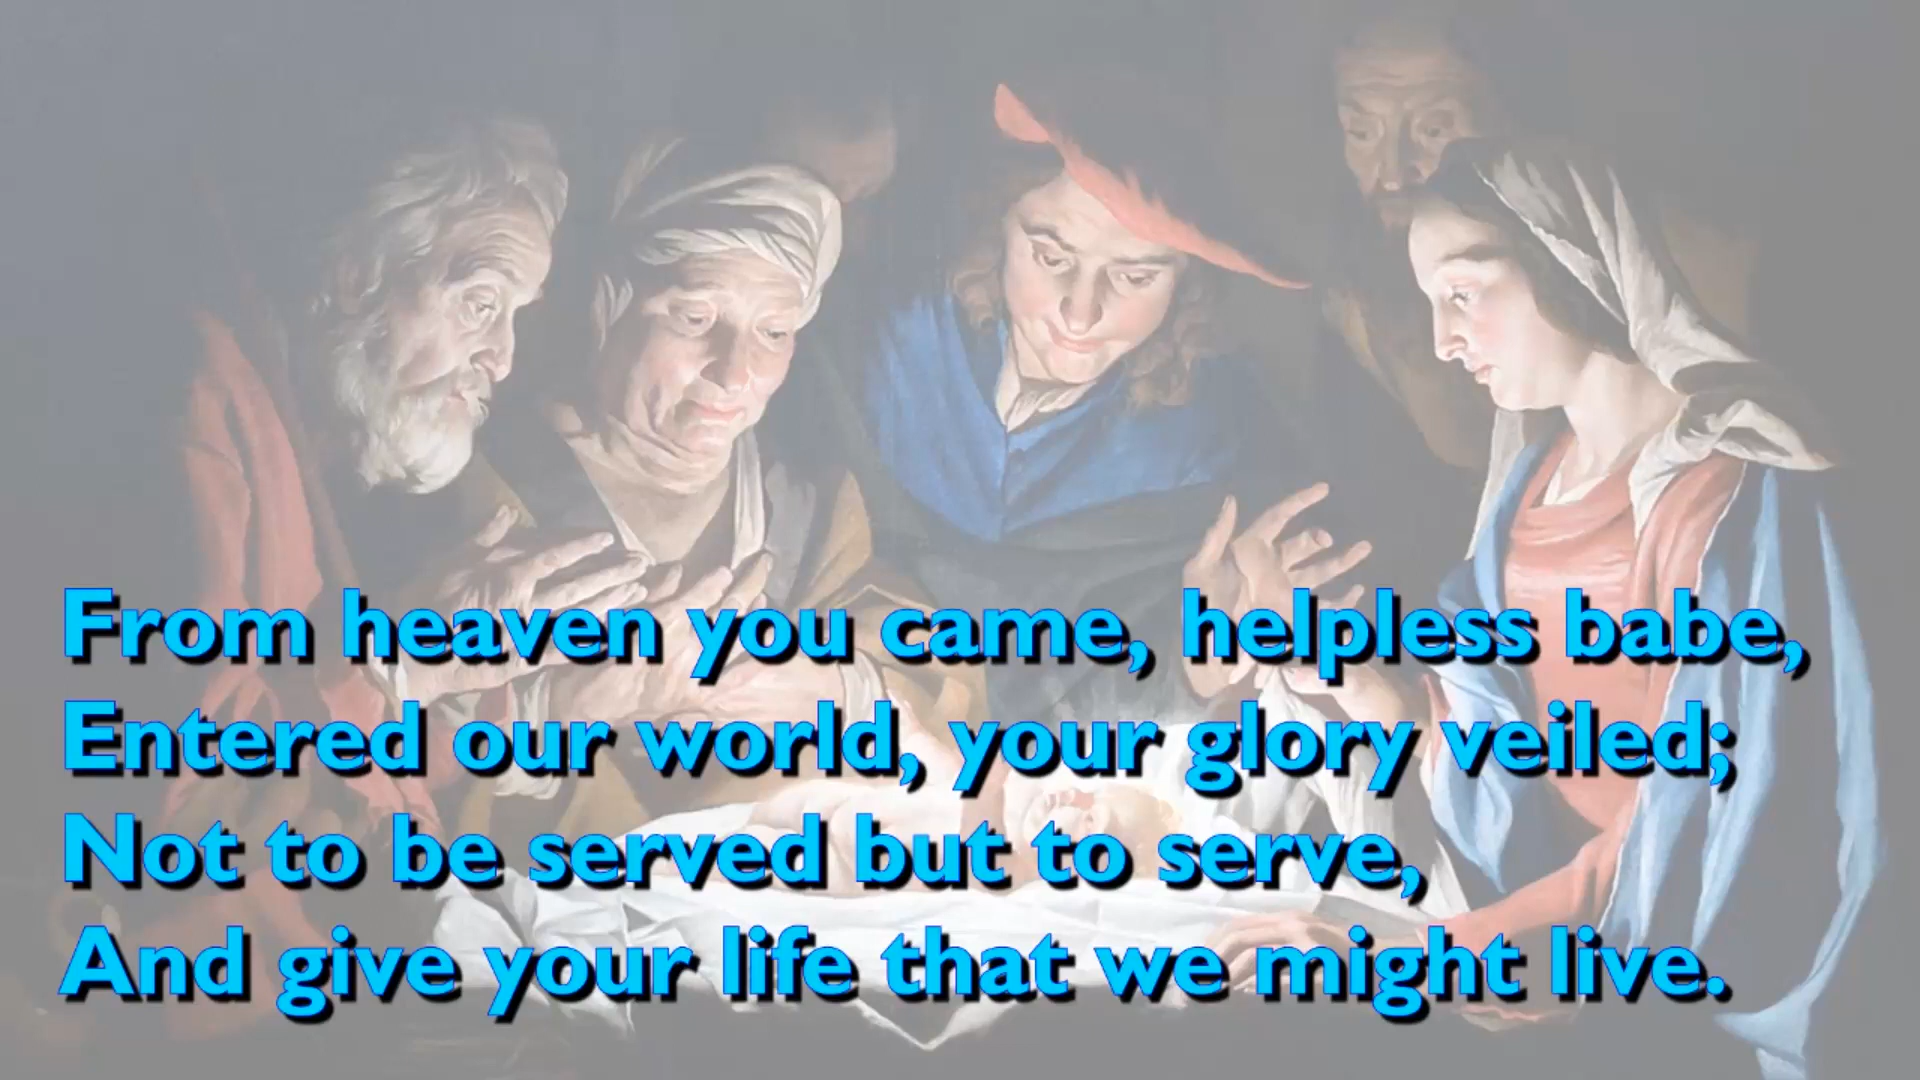 From heaven you came, helpless babe,
Entered our world, your glory veiled;
Not to be served but to serve,
And give your life that we might live.